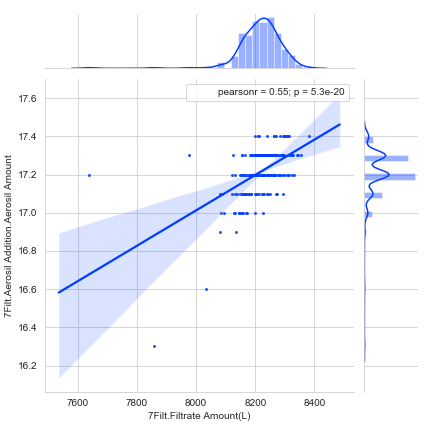 pearsonr = 0.55; p = 5.3e-20
17.6
17.4
17.2
17.0
16.8
16.6
16.4
16.2
7Filt.Aerosil Addition.Aerosil Amount
7600 7800 8000 8200 8400
7Filt.Filtrate Amount(L)